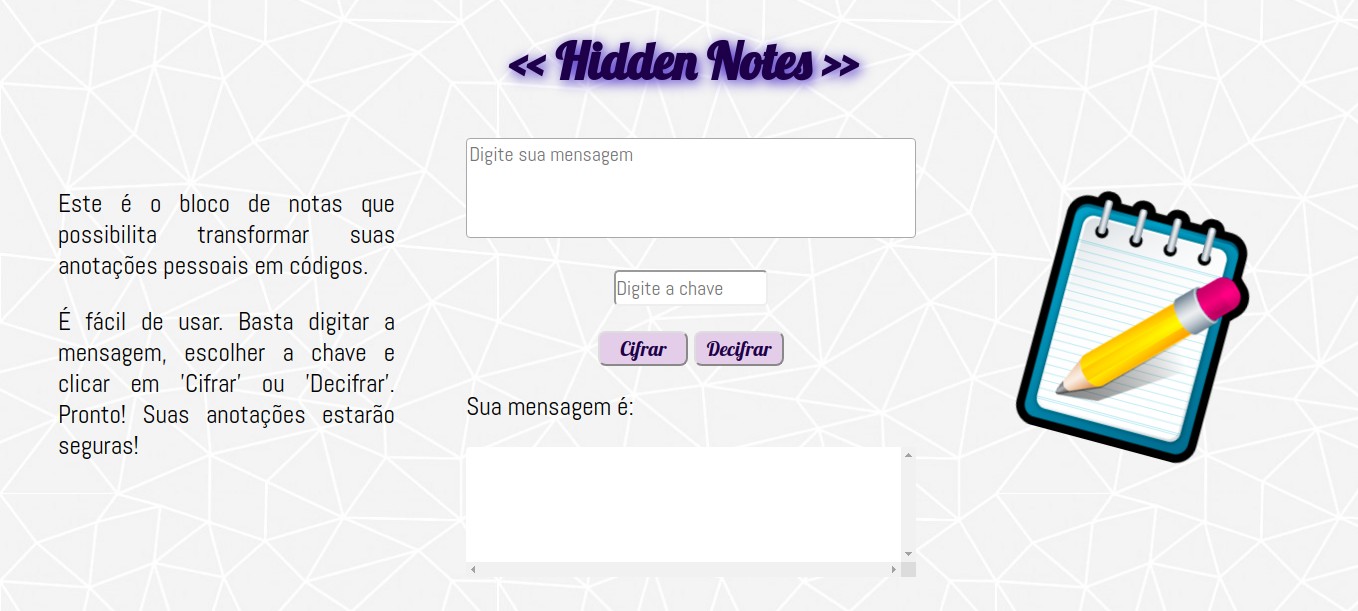 << Hidden Notes >>
Este é o bloco de notas que
possibilita transformar suas
anotações pessoais em códigos.
É fácil de usar. Basta digitar a
mensagem, escolher a chave e
clicar em 'Cifrar' ou 'Decifrar'.
Pronto! Suas anotações estarão
seguras!
Digite sua mensagem
Digite a chave
Cifrar Decifrar
Sua mensagem é: